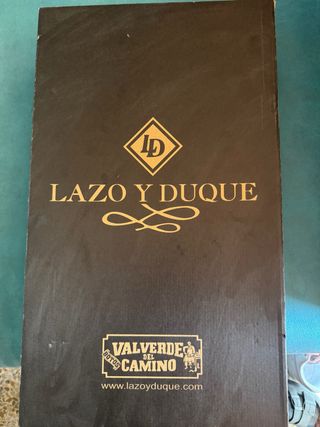 LD
LAZO Y DUQUE
VALVERDE
DEL
CAMINO
www.lazoyduque.com